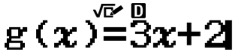 √☑ D
g(x)=3x+2